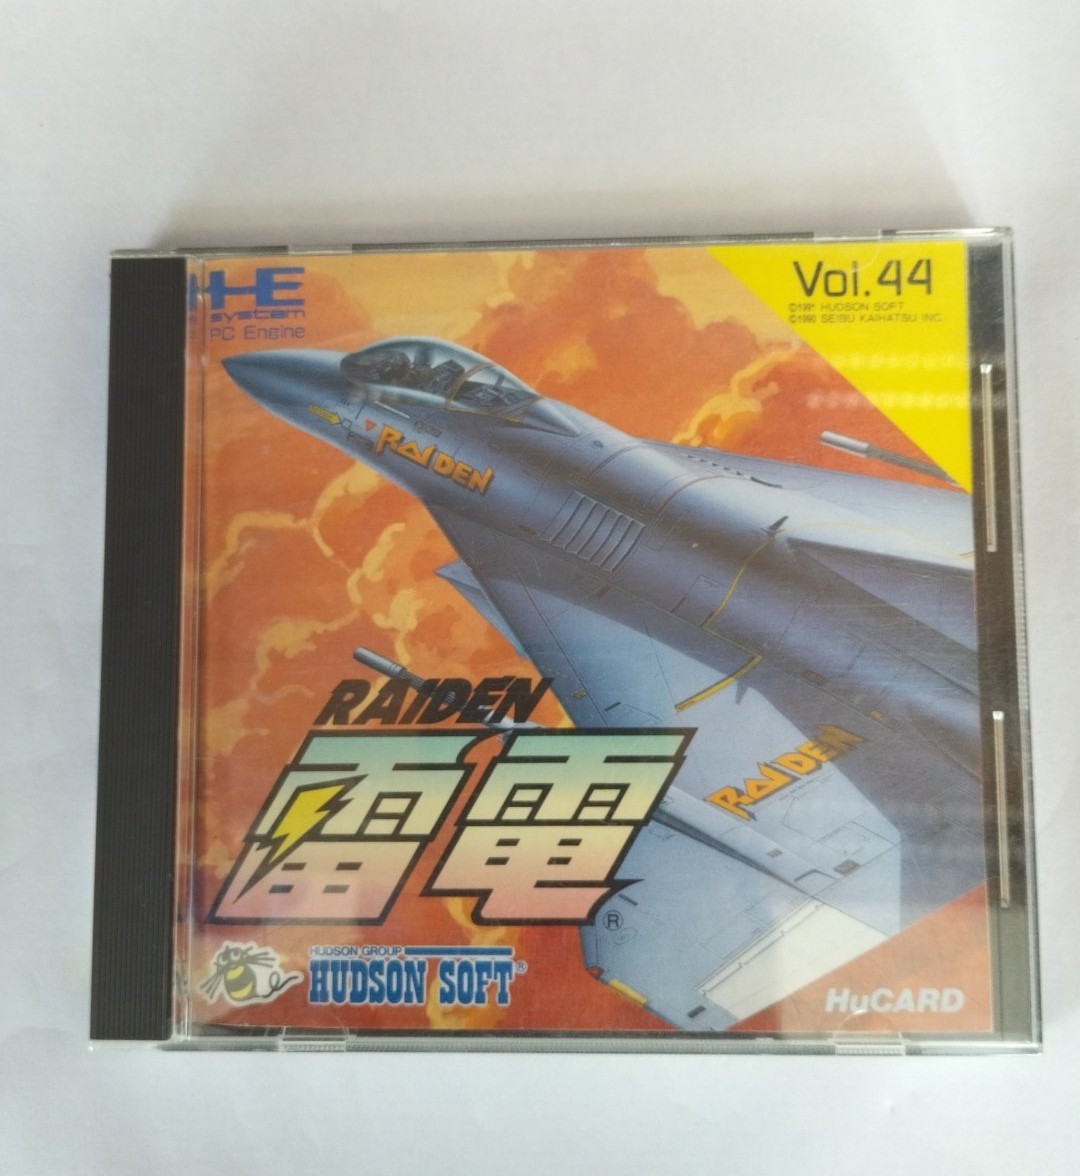 HE
system
PC Engine
Vol.44
©1991 HUDSON SOFT
©1990 SEIBU KAIHATSU INC.
RAIDEN
RAIDEN
RAIDEN
雷電
®
HUDSON GROUP
HUDSON SOFT®
HuCARD